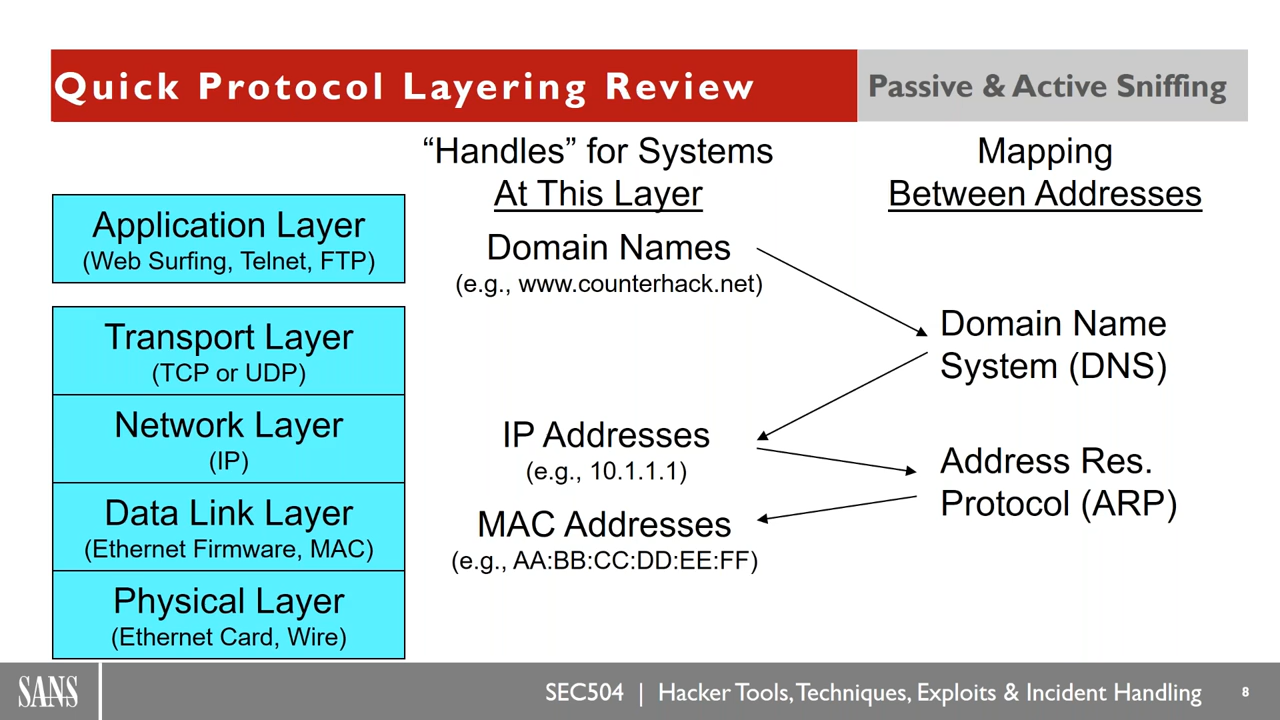 Quick Protocol Layering Review
Passive & Active Sniffing
“Handles” for Systems
At This Layer
Mapping
Between Addresses
Application Layer
(Web Surfing, Telnet, FTP)
Domain Names
(e.g., www.counterhack.net)
Transport Layer
(TCP or UDP)
Domain Name
System (DNS)
Network Layer
(IP)
IP Addresses
(e.g., 10.1.1.1)
Address Res.
Protocol (ARP)
Data Link Layer
(Ethernet Firmware, MAC)
MAC Addresses
(e.g., AA:BB:CC:DD:EE:FF)
Physical Layer
(Ethernet Card, Wire)
SANS
SEC504 | Hacker Tools, Techniques, Exploits & Incident Handling
8